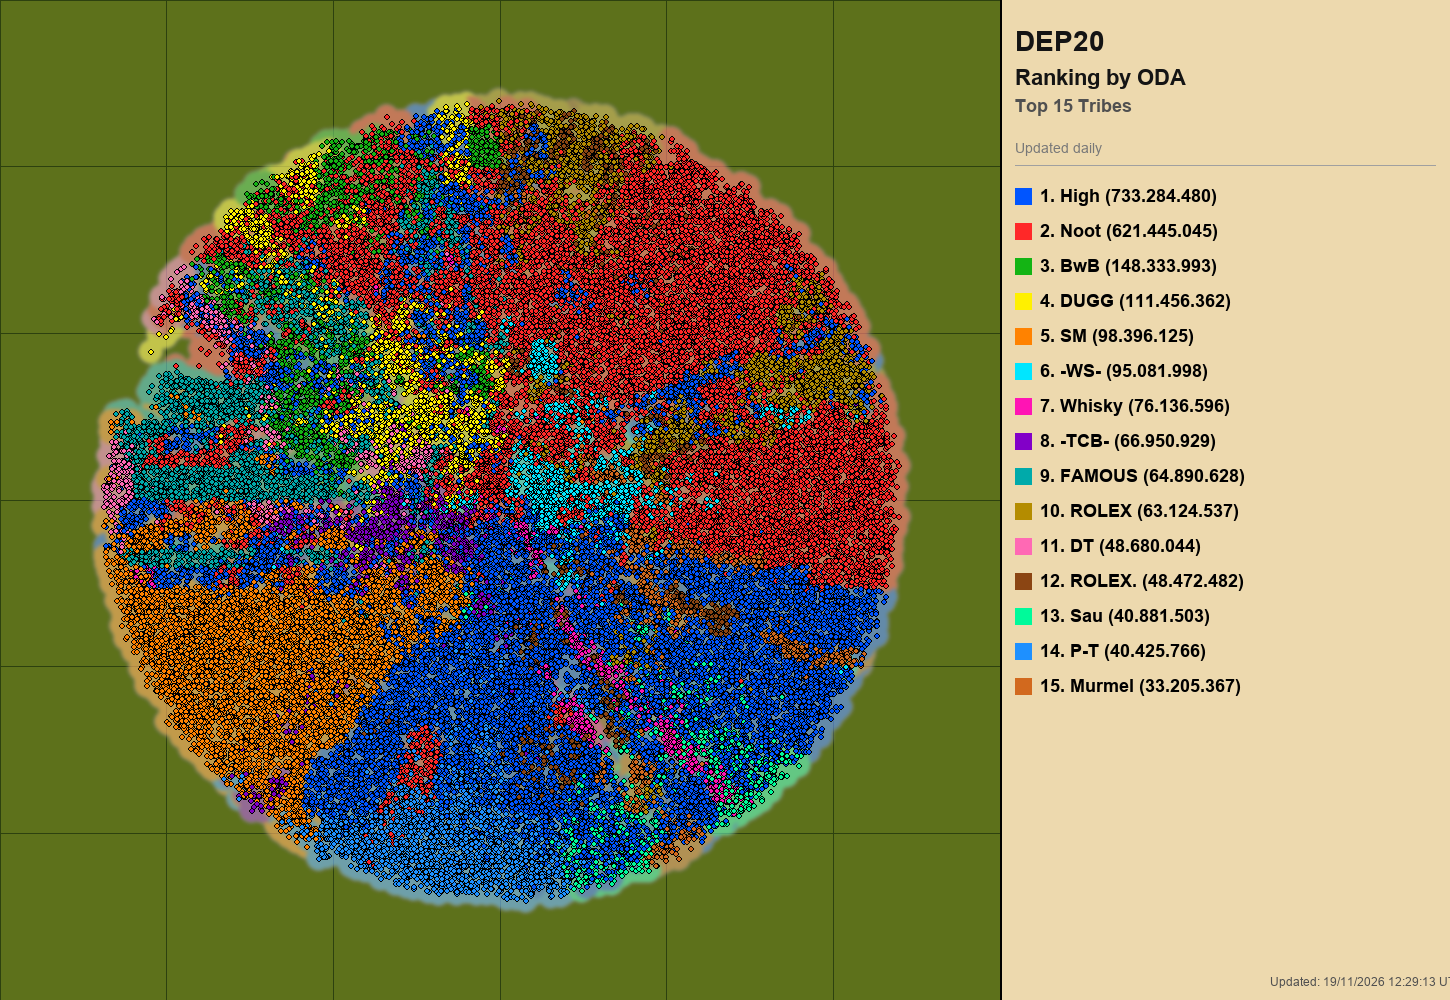 DEP20
Ranking by ODA
Top 15 Tribes
Updated daily
1. High (733.284.480)
2. Noot (621.445.045)
3. BwB (148.333.993)
4. DUGG (111.456.362)
5. SM (98.396.125)
6. -WS- (95.081.998)
7. Whisky (76.136.596)
8. -TCB- (66.950.929)
9. FAMOUS (64.890.628)
10. ROLEX (63.124.537)
11. DT (48.680.044)
12. ROLEX. (48.472.482)
13. Sau (40.881.503)
14. P-T (40.425.766)
15. Murmel (33.205.367)
Updated: 19/11/2026 12:29:13